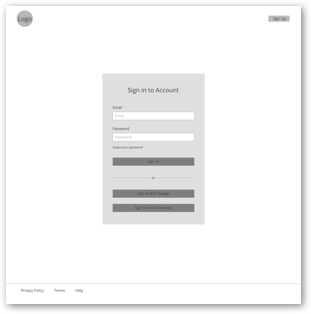 Logo
Sign Up
Sign in to Account
Email
Email
Password
Password
Forgot your password?
Sign in
or
Sign in with Google
Sign in with Facebook
Privacy Policy Terms Help